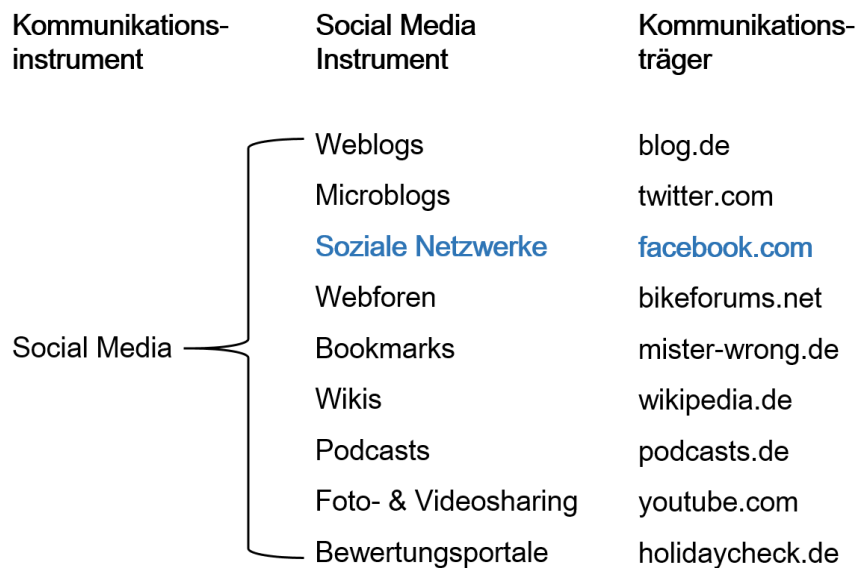 Kommunikations- Social Media Kommunikations-
instrument Instrument träger
Weblogs blog.de
Microblogs twitter.com
Soziale Netzwerke facebook.com
Webforen bikeforums.net
Social Media Bookmarks mister-wrong.de
Wikis wikipedia.de
Podcasts podcasts.de
Foto- & Videosharing youtube.com
Bewertungsportale holidaycheck.de